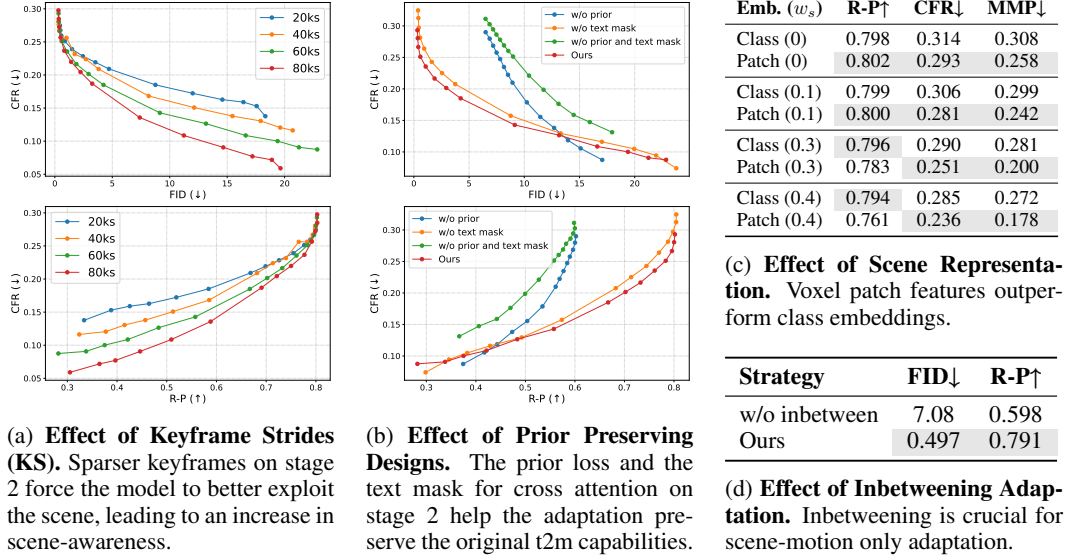 CFR (↓)
0.30
0.25
0.20
0.15
0.10
0.05
0 5 10 15 20
FID (↓)
20ks
40ks
60ks
80ks
CFR (↓)
0.30
0.25
0.20
0.15
0.10
0.05
0.3 0.4 0.5 0.6 0.7 0.8
R-P (↑)
20ks
40ks
60ks
80ks
(a) Effect of Keyframe Strides
(KS). Sparser keyframes on stage
2 force the model to better exploit
the scene, leading to an increase in
scene-awareness.
CFR (↓)
0.30
0.25
0.20
0.15
0.10
0 5 10 15 20
FID (↓)
w/o prior
w/o text mask
w/o prior and text mask
Ours
CFR (↓)
0.30
0.25
0.20
0.15
0.10
0.3 0.4 0.5 0.6 0.7 0.8
R-P (↑)
w/o prior
w/o text mask
w/o prior and text mask
Ours
(b) Effect of Prior Preserving
Designs. The prior loss and the
text mask for cross attention on
stage 2 help the adaptation pre-
serve the original t2m capabilities.
Emb. (w_s) R-P↑ CFR↓ MMP↓
Class (0) 0.798 0.314 0.308
Patch (0) 0.802 0.293 0.258
Class (0.1) 0.799 0.306 0.299
Patch (0.1) 0.800 0.281 0.242
Class (0.3) 0.796 0.290 0.281
Patch (0.3) 0.783 0.251 0.200
Class (0.4) 0.794 0.285 0.272
Patch (0.4) 0.761 0.236 0.178
(c) Effect of Scene Representa-
tion. Voxel patch features outper-
form class embeddings.
Strategy FID↓ R-P↑
w/o inbetween 7.08 0.598
Ours 0.497 0.791
(d) Effect of Inbetweening Adap-
tation. Inbetweening is crucial for
scene-motion only adaptation.